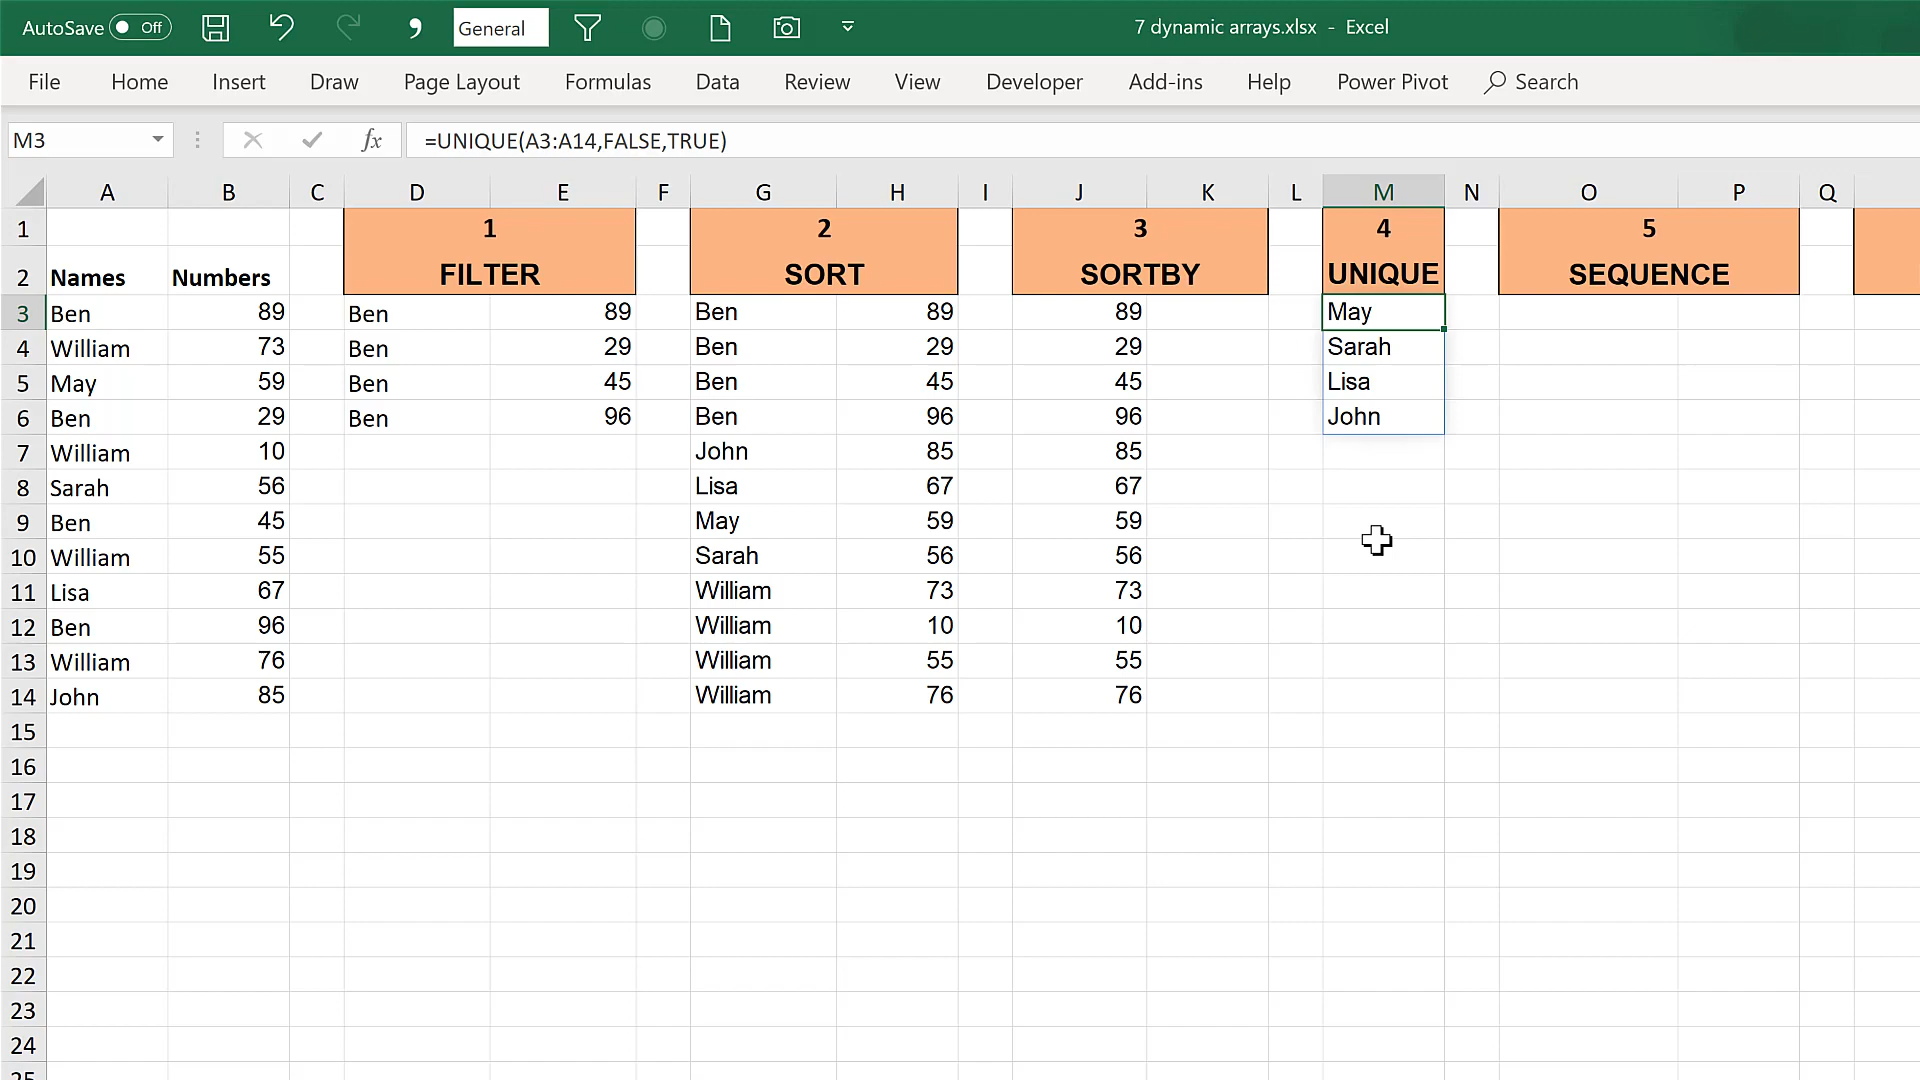 AutoSave Off General 7 dynamic arrays.xlsx - Excel
File Home Insert Draw Page Layout Formulas Data Review View Developer Add-ins Help Power Pivot Search
M3 fx =UNIQUE(A3:A14,FALSE,TRUE)
A B C D E F G H I J K L M N O P Q
1 1 2 3 4 5
2 Names Numbers FILTER SORT SORTBY UNIQUE SEQUENCE
3 Ben 89 Ben 89 Ben 89 89 May
4 William 73 Ben 29 Ben 29 29 Sarah
5 May 59 Ben 45 Ben 45 45 Lisa
6 Ben 29 Ben 96 Ben 96 96 John
7 William 10 John 85 85
8 Sarah 56 Lisa 67 67
9 Ben 45 May 59 59
10 William 55 Sarah 56 56
11 Lisa 67 William 73 73
12 Ben 96 William 10 10
13 William 76 William 55 55
14 John 85 William 76 76
15
16
17
18
19
20
21
22
23
24
25